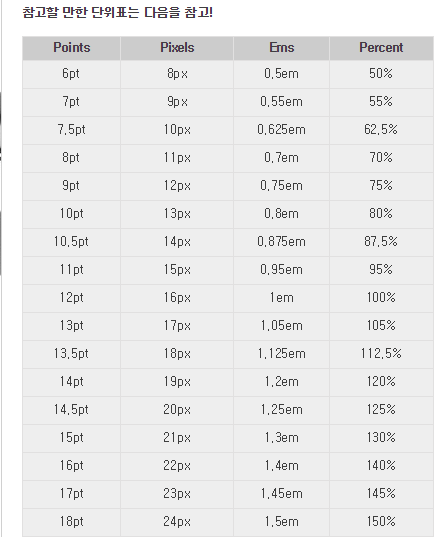 참고할 만한 단위표는 다음을 참고!
Points Pixels Ems Percent
6pt 8px 0.5em 50%
7pt 9px 0.55em 55%
7.5pt 10px 0.625em 62.5%
8pt 11px 0.7em 70%
9pt 12px 0.75em 75%
10pt 13px 0.8em 80%
10.5pt 14px 0.875em 87.5%
11pt 15px 0.95em 95%
12pt 16px 1em 100%
13pt 17px 1.05em 105%
13.5pt 18px 1.125em 112.5%
14pt 19px 1.2em 120%
14.5pt 20px 1.25em 125%
15pt 21px 1.3em 130%
16pt 22px 1.4em 140%
17pt 23px 1.45em 145%
18pt 24px 1.5em 150%